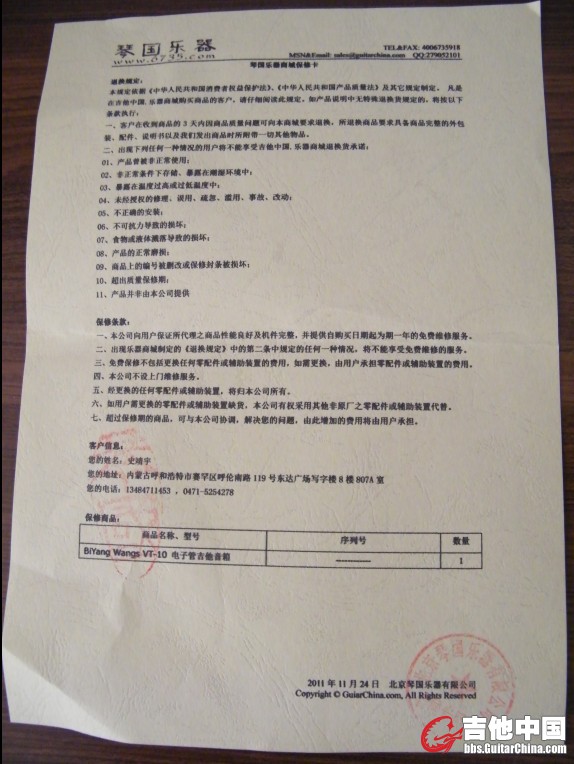 琴国乐器
www.6735.com
TEL&FAX: 4006735918
MSN&Email: sales@guitarchina.com QQ:279052101
琴国乐器商城保修卡
退换规定:
本规定依据《中华人民共和国消费者权益保护法》、《中华人民共和国产品质量法》及其它规定制定。凡是
在吉他中国.乐器商城购买商品的客户，请仔细阅读此规定，如产品说明中无特殊退换货规定的，将按以下
条款执行:
一、客户在收到商品的 3 天内因商品质量问题可向本商城要求退换，所退换商品要求具备商品完整的外包
装、配件、说明书以及我们发出商品时所附带一切其他物品。
二、出现下列任何一种情况的用户将不能享受吉他中国.乐器商城退换货承诺:
01、产品曾被非正常使用;
02、非正常条件下存储、暴露在潮湿环境中;
03、暴露在温度过高或过低温度中;
04、未经授权的修理、误用、疏忽、滥用、事故、改动;
05、不正确的安装;
06、不可抗力导致的损坏;
07、食物或液体溅落导致的损坏;
08、产品的正常磨损;
09、商品上的编号被删改或保修封条被损坏;
10、超出质量保修期;
11、产品并非由本公司提供
保修条款:
一、本公司向用户保证所代理之商品性能良好及机件完整，并提供自购买日期起为期一年的免费维修服务。
二、出现乐器商城制定的《退换规定》中的第二条中规定的任何一种情况，将不能享受免费维修的服务。
三、免费保修不包括更换任何零配件或辅助装置的费用，如需更换，由用户承担零配件或辅助装置的费用。
四、本公司不设上门维修服务。
五、经更换的任何零配件或辅助装置，将归本公司所有。
六、如用户需更换的零配件或辅助装置缺货，本公司有权采用其他非原厂之零配件或辅助装置代替。
七、超过保修期的商品，可与本公司协调，解决您的问题，由此增加的费用将由用户承担。
客户信息:
您的姓名: 史靖宇
您的地址: 内蒙古呼和浩特市赛罕区呼伦南路 119 号东达广场写字楼 8 楼 807A 室
您的电话: 13484711453 , 0471-5254278
保修商品:
商品名称、型号 序列号 数量
BiYang Wangs VT-10 电子管吉他音箱 ------------ 1
2011 年 11 月 24 日 北京琴国乐器有限公司
Copyright © GuiarChina.com, All Rights Reserved
北京琴国乐器有限公司
吉他中国
bbs.GuitarChina.com